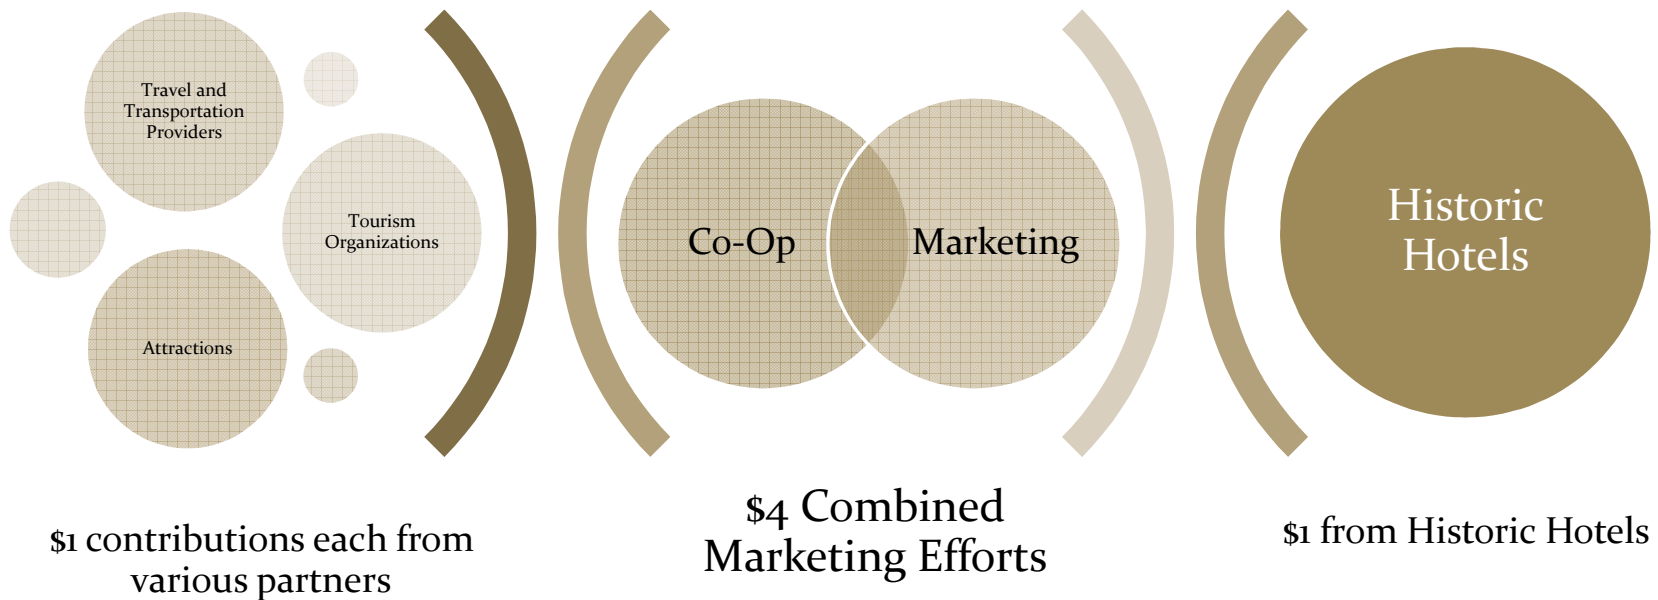 Travel and
Transportation
Providers
Tourism
Organizations
Attractions
$1 contributions each from
various partners
Co-Op
Marketing
$4 Combined
Marketing Efforts
Historic
Hotels
$1 from Historic Hotels